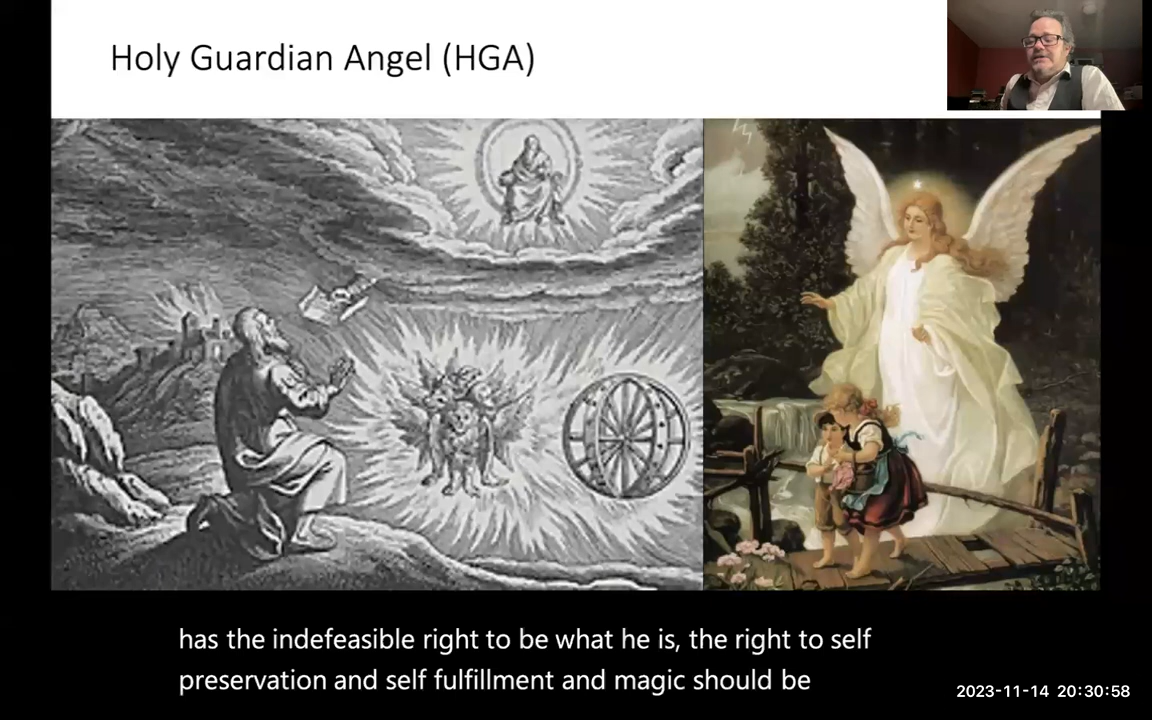 Holy Guardian Angel (HGA)
has the indefeasible right to be what he is, the right to self
preservation and self fulfillment and magic should be
2023-11-14 20:30:58